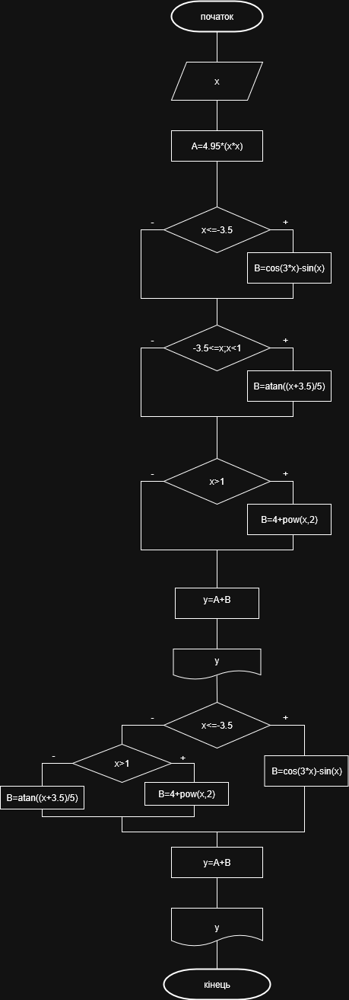 початок
x
A=4.95*(x*x)
-
x<=-3.5
+
B=cos(3*x)-sin(x)
-
-3.5<=x;x<1
+
B=atan((x+3.5)/5)
-
x>1
+
B=4+pow(x,2)
y=A+B
y
-
x<=-3.5
+
-
x>1
+
B=cos(3*x)-sin(x)
B=atan((x+3.5)/5)
B=4+pow(x,2)
y=A+B
y
кінець